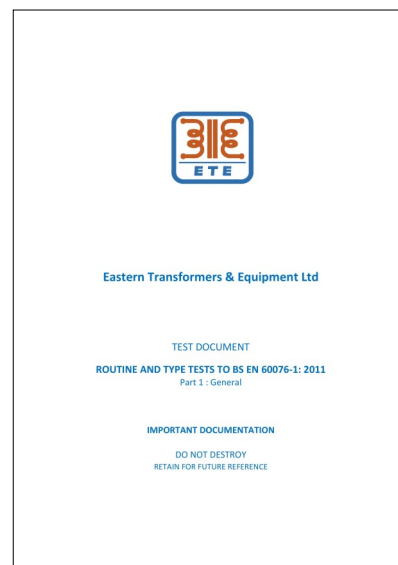 ETE
Eastern Transformers & Equipment Ltd
TEST DOCUMENT
ROUTINE AND TYPE TESTS TO BS EN 60076-1: 2011
Part 1 : General
IMPORTANT DOCUMENTATION
DO NOT DESTROY
RETAIN FOR FUTURE REFERENCE